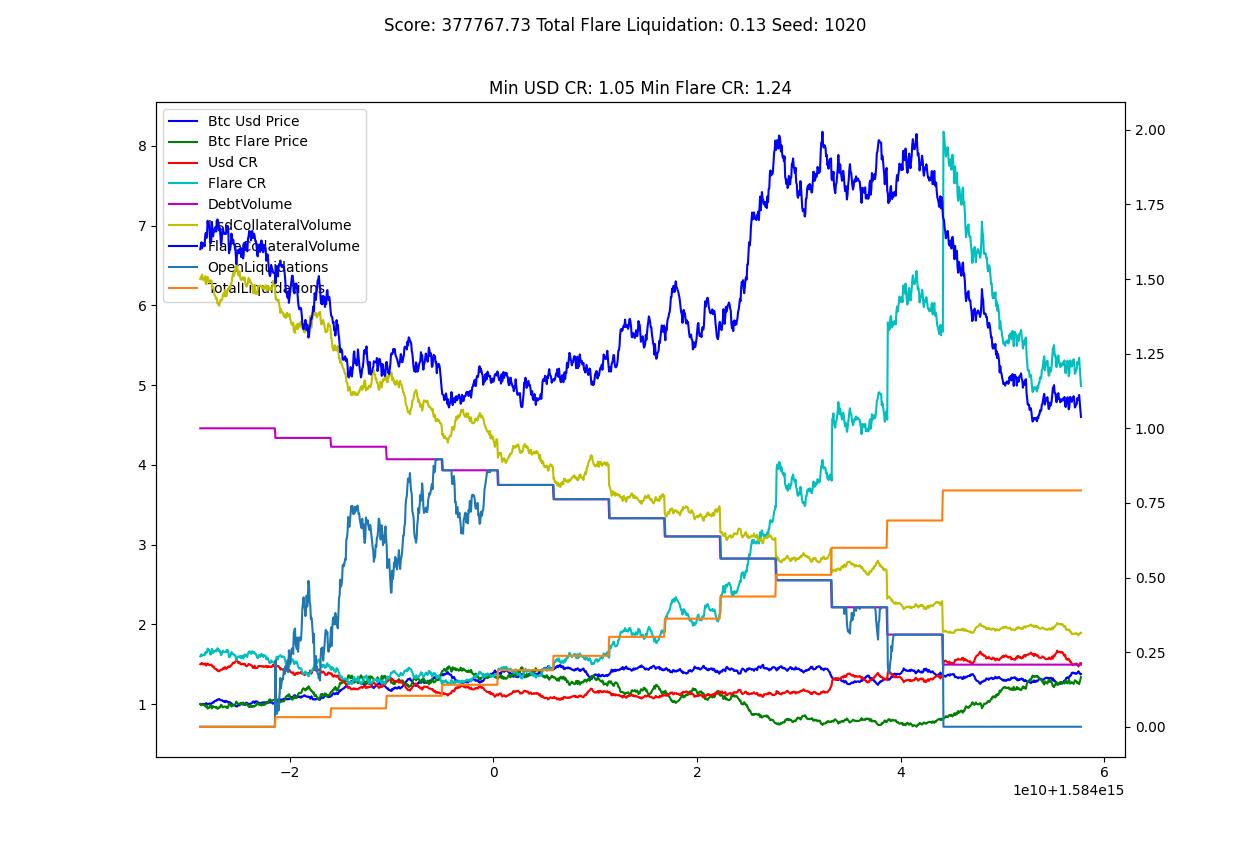 Score: 377767.73 Total Flare Liquidation: 0.13 Seed: 1020
Min USD CR: 1.05 Min Flare CR: 1.24
Btc Usd Price
Btc Flare Price
Usd CR
Flare CR
DebtVolume
UsdCollateralVolume
FlareCollateralVolume
OpenLiquidations
TotalLiquidations
8
7
6
5
4
3
2
1
2.00
1.75
1.50
1.25
1.00
0.75
0.50
0.25
0.00
−2 0 2 4 6
1e10+1.584e15